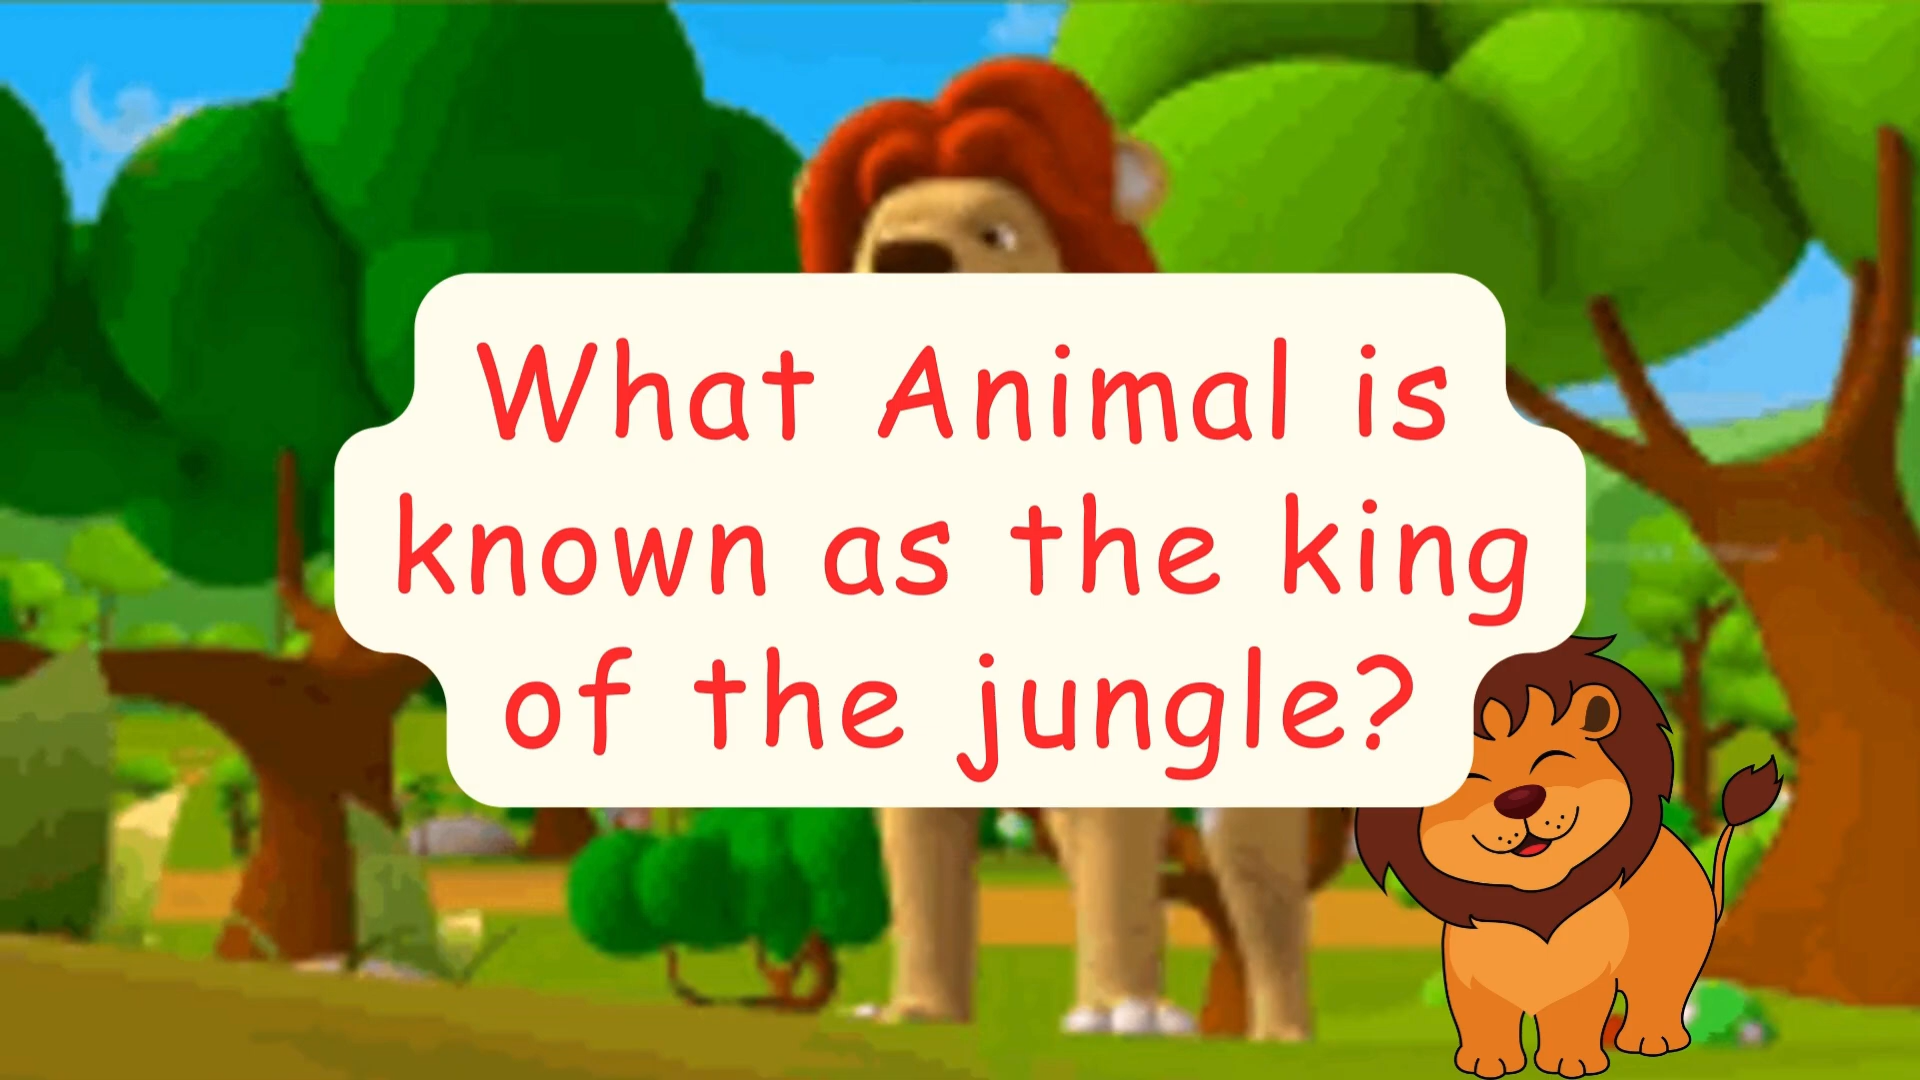 What Animal is
known as the king
of the jungle?